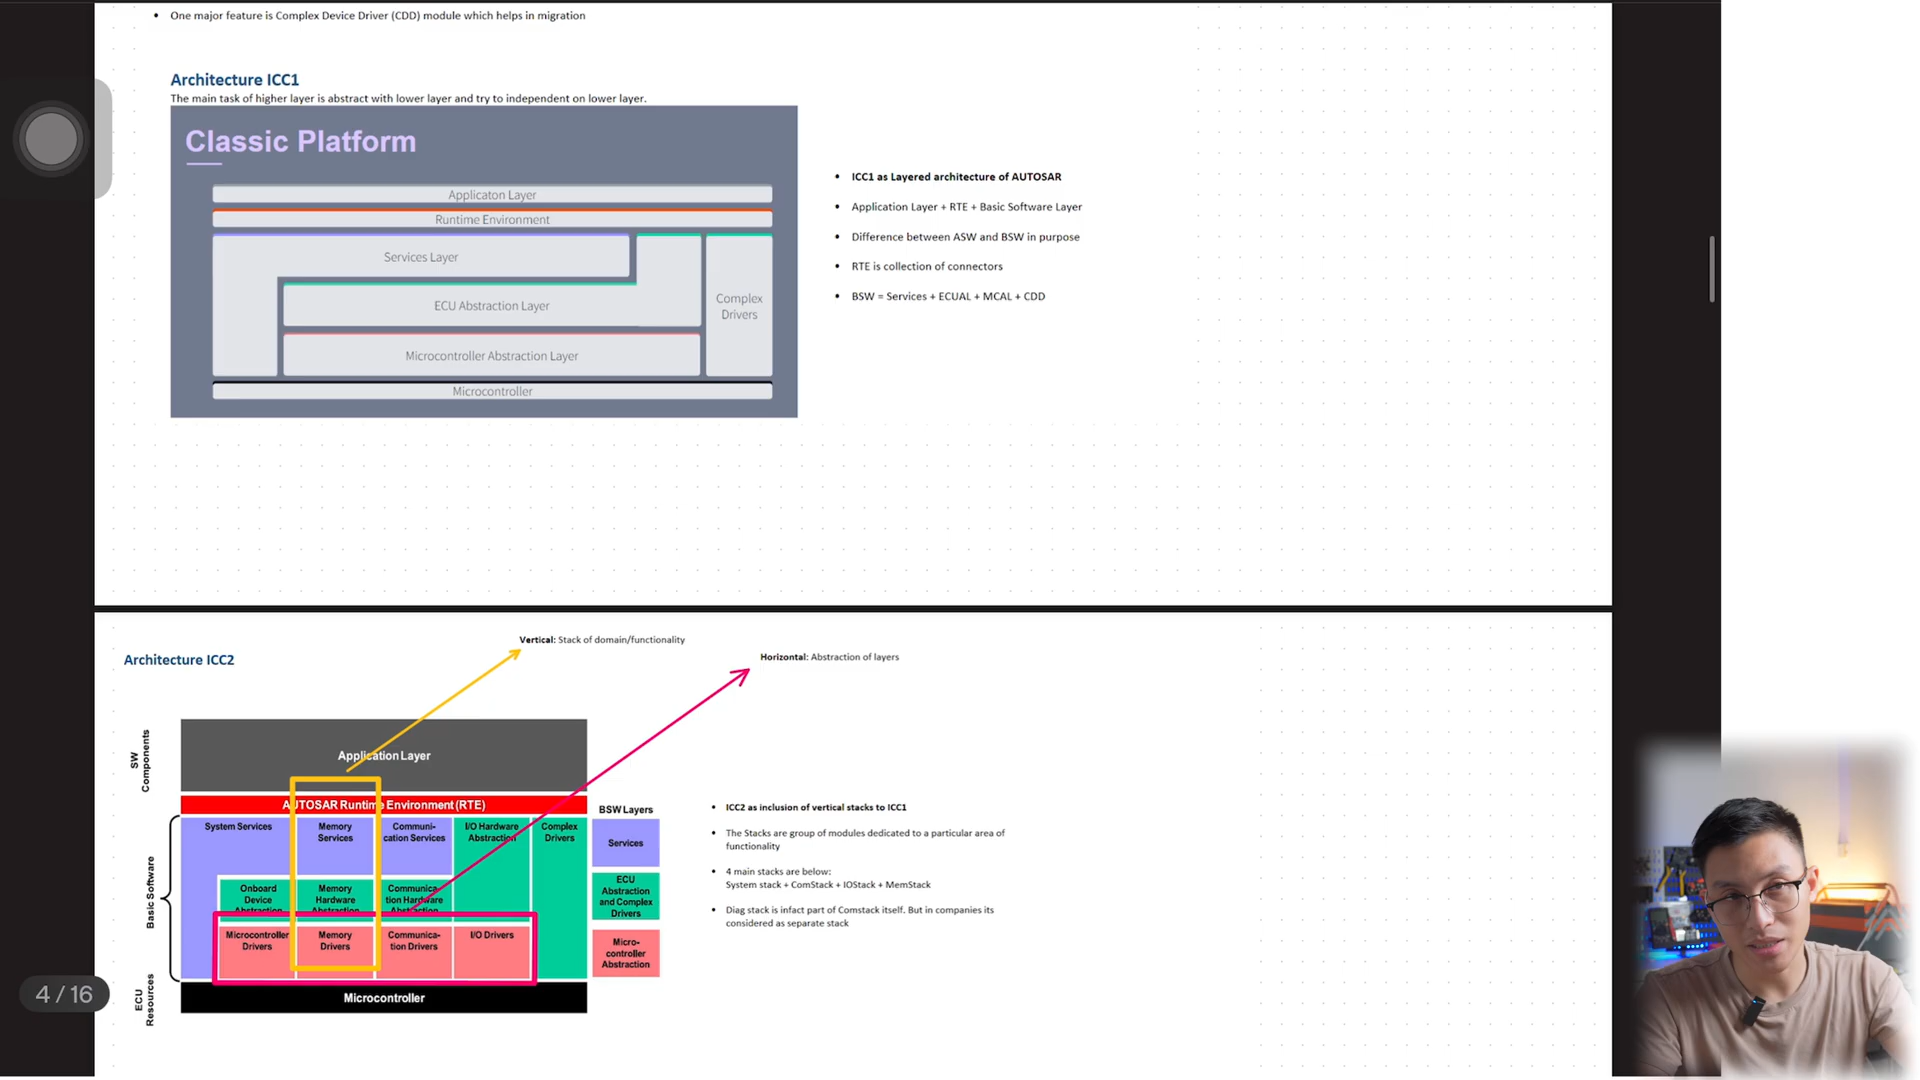 One major feature is Complex Device Driver (CDD) module which helps in migration
Architecture ICC1
The main task of higher layer is abstract with lower layer and try to independent on lower layer.
Classic Platform
Applicaton Layer
Runtime Environment
Services Layer
ECU Abstraction Layer
Complex
Drivers
Microcontroller Abstraction Layer
Microcontroller
ICC1 as Layered architecture of AUTOSAR
Application Layer + RTE + Basic Software Layer
Difference between ASW and BSW in purpose
RTE is collection of connectors
BSW = Services + ECUAL + MCAL + CDD
Vertical: Stack of domain/functionality
Horizontal: Abstraction of layers
Architecture ICC2
SW
Components
Application Layer
AUTOSAR Runtime Environment (RTE)
Basic Software
System Services
Memory
Services
Communi-
cation Services
I/O Hardware
Abstraction
Complex
Drivers
Onboard
Device
Abstraction
Memory
Hardware
Abstraction
Communica
tion Hardware
Abstraction
Microcontroller
Drivers
Memory
Drivers
Communica-
tion Drivers
I/O Drivers
ECU
Resources
Microcontroller
BSW Layers
Services
ECU
Abstraction
and Complex
Drivers
Micro-
controller
Abstraction
ICC2 as inclusion of vertical stacks to ICC1
The Stacks are group of modules dedicated to a particular area of
functionality
4 main stacks are below:
System stack + ComStack + IOStack + MemStack
Diag stack is infact part of Comstack itself. But in companies its
considered as separate stack
4 / 16